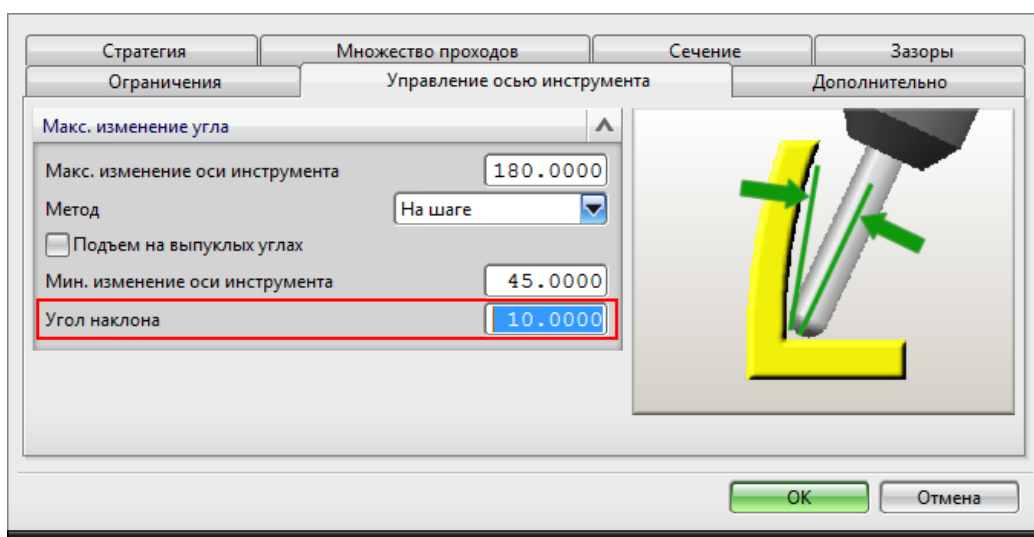 Стратегия Множество проходов Сечение Зазоры
Ограничения Управление осью инструмента Дополнительно
Макс. изменение угла
Макс. изменение оси инструмента 180.0000
Метод На шаге
Подъем на выпуклых углах
Мин. изменение оси инструмента 45.0000
Угол наклона 10.0000
OK Отмена